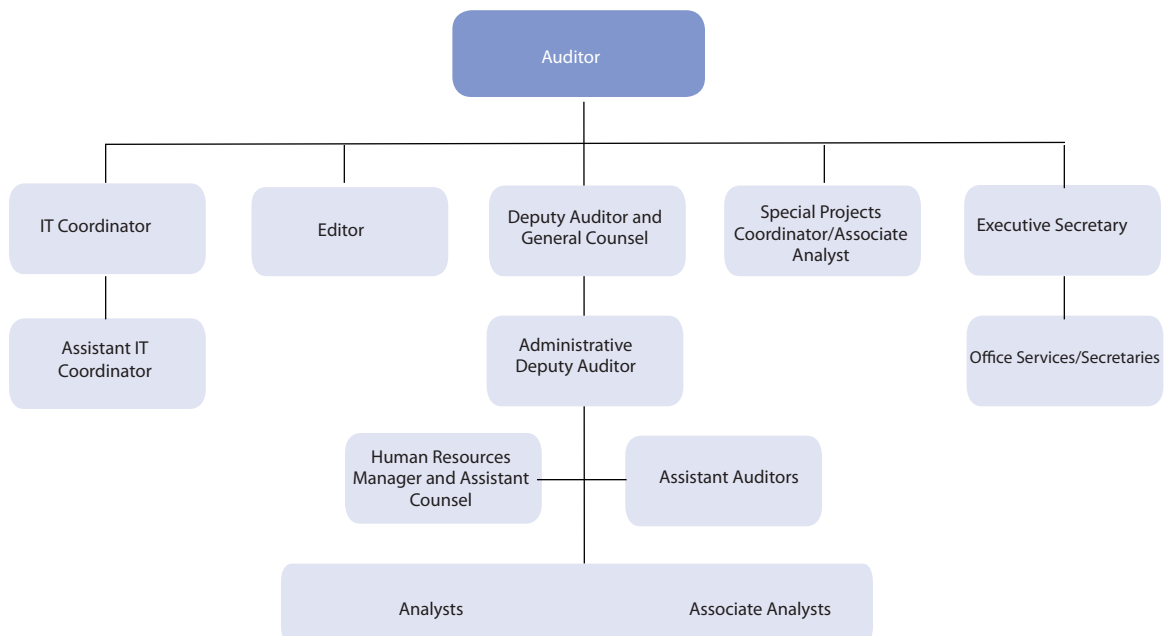 Auditor
IT Coordinator
Editor
Deputy Auditor and
General Counsel
Special Projects
Coordinator/Associate
Analyst
Executive Secretary
Assistant IT
Coordinator
Administrative
Deputy Auditor
Office Services/Secretaries
Human Resources
Manager and Assistant
Counsel
Assistant Auditors
Analysts
Associate Analysts